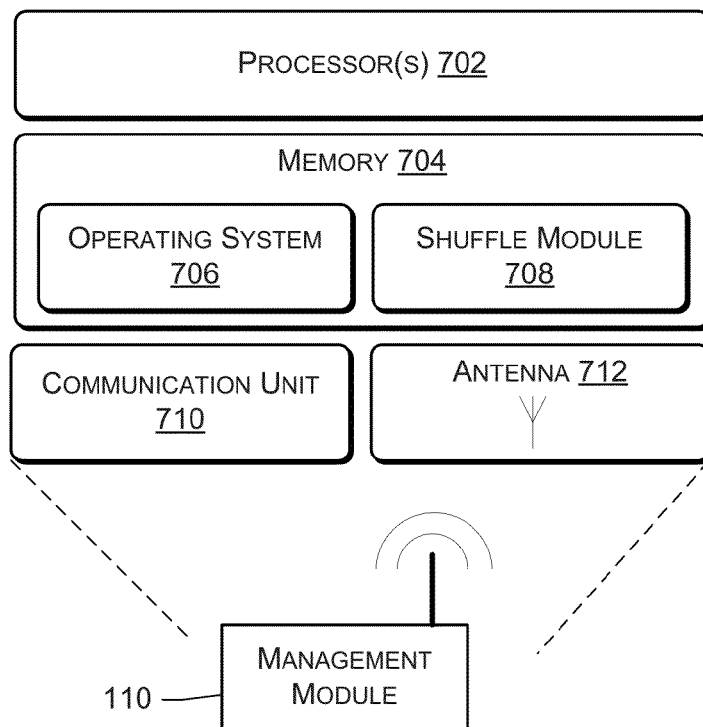 PROCESSOR(S) 702
MEMORY 704
OPERATING SYSTEM
706
SHUFFLE MODULE
708
COMMUNICATION UNIT
710
ANTENNA 712
MANAGEMENT
MODULE
110